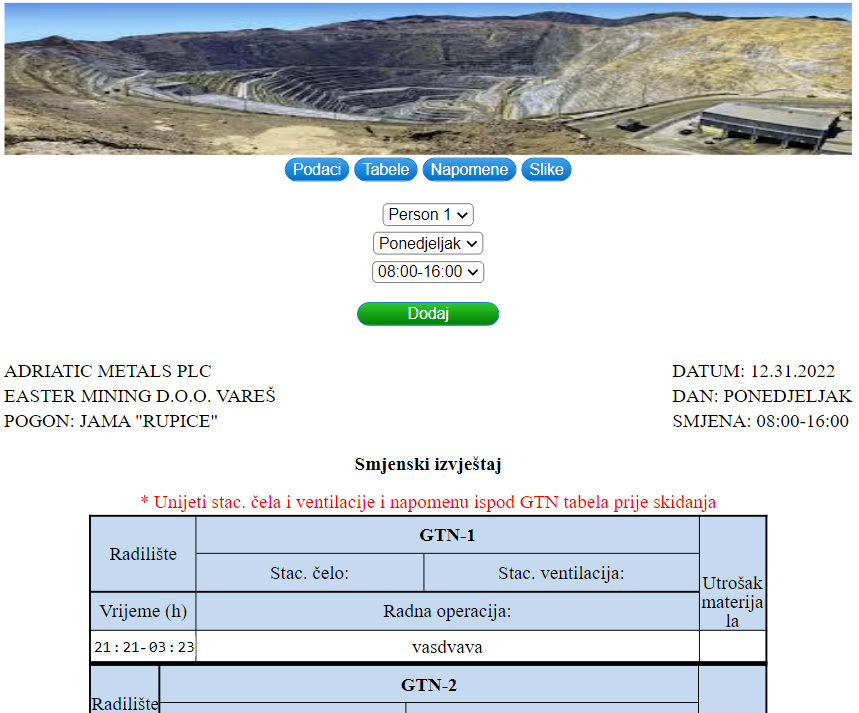 Podaci Tabele Napomene Slike
Person 1
Ponedjeljak
08:00-16:00
Dodaj
ADRIATIC METALS PLC
EASTER MINING D.O.O. VAREŠ
POGON: JAMA "RUPICE"
DATUM: 12.31.2022
DAN: PONEDJELJAK
SMJENA: 08:00-16:00
Smjenski izvještaj
* Unijeti stac. čela i ventilacije i napomenu ispod GTN tabela prije skidanja
Radilište
GTN-1
Stac. čelo:
Stac. ventilacija:
Utrošak
materija
la
Vrijeme (h)
Radna operacija:
21:21-03:23
vasdvava
Radilište
GTN-2